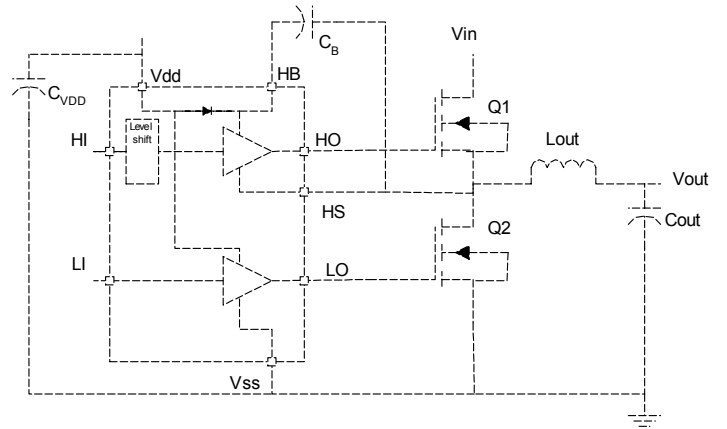 C_B
Vin
Vdd
HB
C_VDD
Q1
Level
shift
HI
HO
Lout
Vout
HS
Cout
Q2
LI
LO
Vss